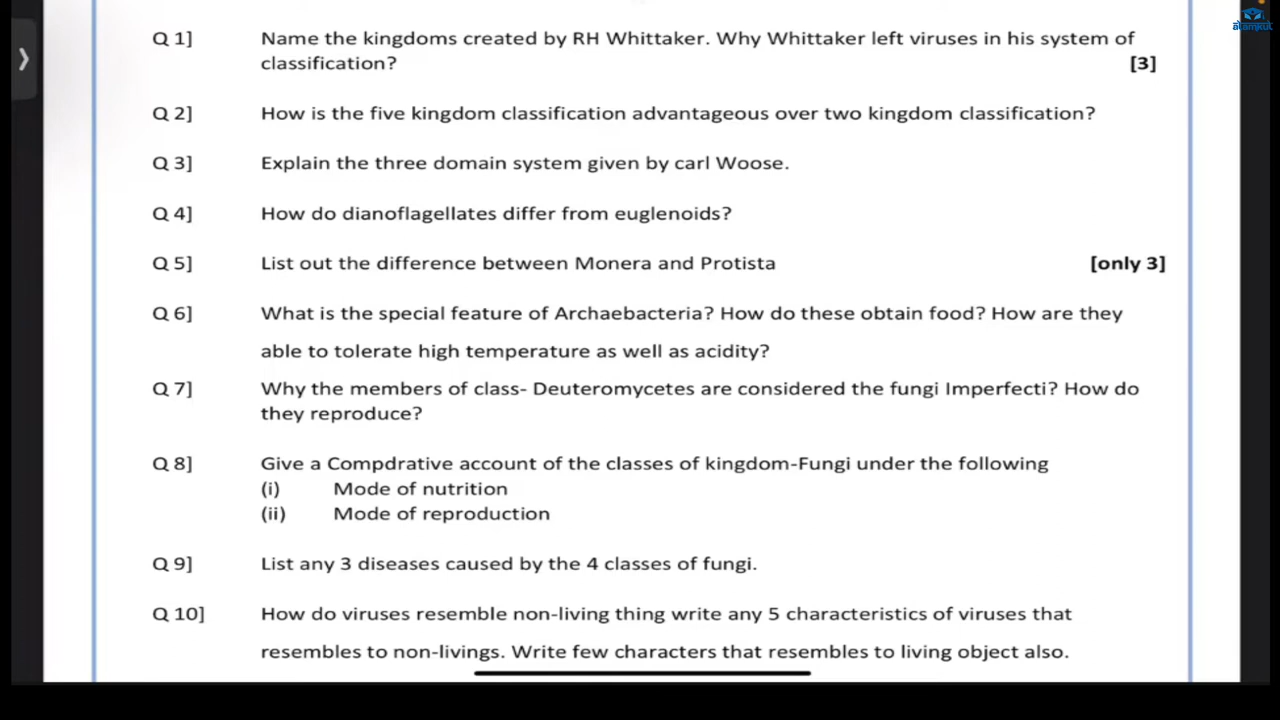 Q 1] Name the kingdoms created by RH Whittaker. Why Whittaker left viruses in his system of
classification? [3]
Q 2] How is the five kingdom classification advantageous over two kingdom classification?
Q 3] Explain the three domain system given by carl Woose.
Q 4] How do dianoflagellates differ from euglenoids?
Q 5] List out the difference between Monera and Protista [only 3]
Q 6] What is the special feature of Archaebacteria? How do these obtain food? How are they
able to tolerate high temperature as well as acidity?
Q 7] Why the members of class- Deuteromycetes are considered the fungi Imperfecti? How do
they reproduce?
Q 8] Give a Compdrative account of the classes of kingdom-Fungi under the following
(i) Mode of nutrition
(ii) Mode of reproduction
Q 9] List any 3 diseases caused by the 4 classes of fungi.
Q 10] How do viruses resemble non-living thing write any 5 characteristics of viruses that
resembles to non-livings. Write few characters that resembles to living object also.